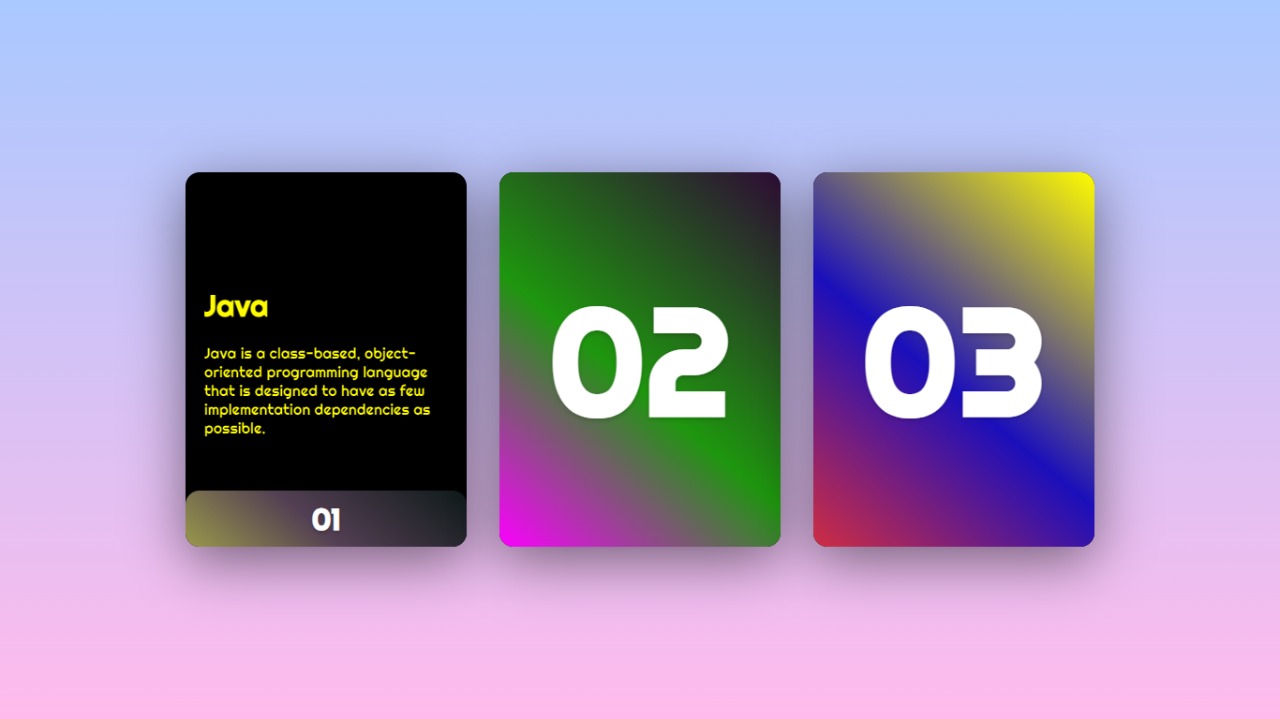 Java
Java is a class-based, object-
oriented programming language
that is designed to have as few
implementation dependencies as
possible.
01
02
03